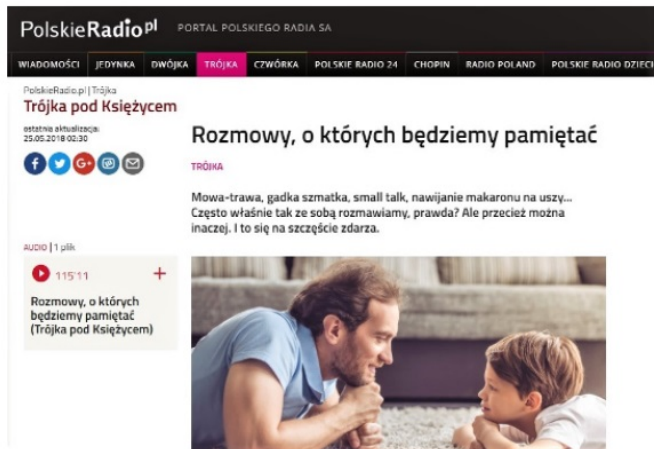 PolskieRadio.pl PORTAL POLSKIEGO RADIA SA
WIADOMOŚCI JEDYNKA DWÓJKA TRÓJKA CZWÓRKA POLSKIE RADIO 24 CHOPIN RADIO POLAND POLSKIE RADIO DZIECI
PolskieRadio.pl | Trójka
Trójka pod Księżycem
ostatnia aktualizacja:
25.05.2018 02:30
Rozmowy, o których będziemy pamiętać
TRÓJKA
Mowa-trawa, gadka szmatka, small talk, nawijanie makaronu na uszy...
Często właśnie tak ze sobą rozmawiamy, prawda? Ale przecież można
inaczej. I to się na szczęście zdarza.
AUDIO | 1 plik
115'11 +
Rozmowy, o których
będziemy pamiętać
(Trójka pod Księżycem)